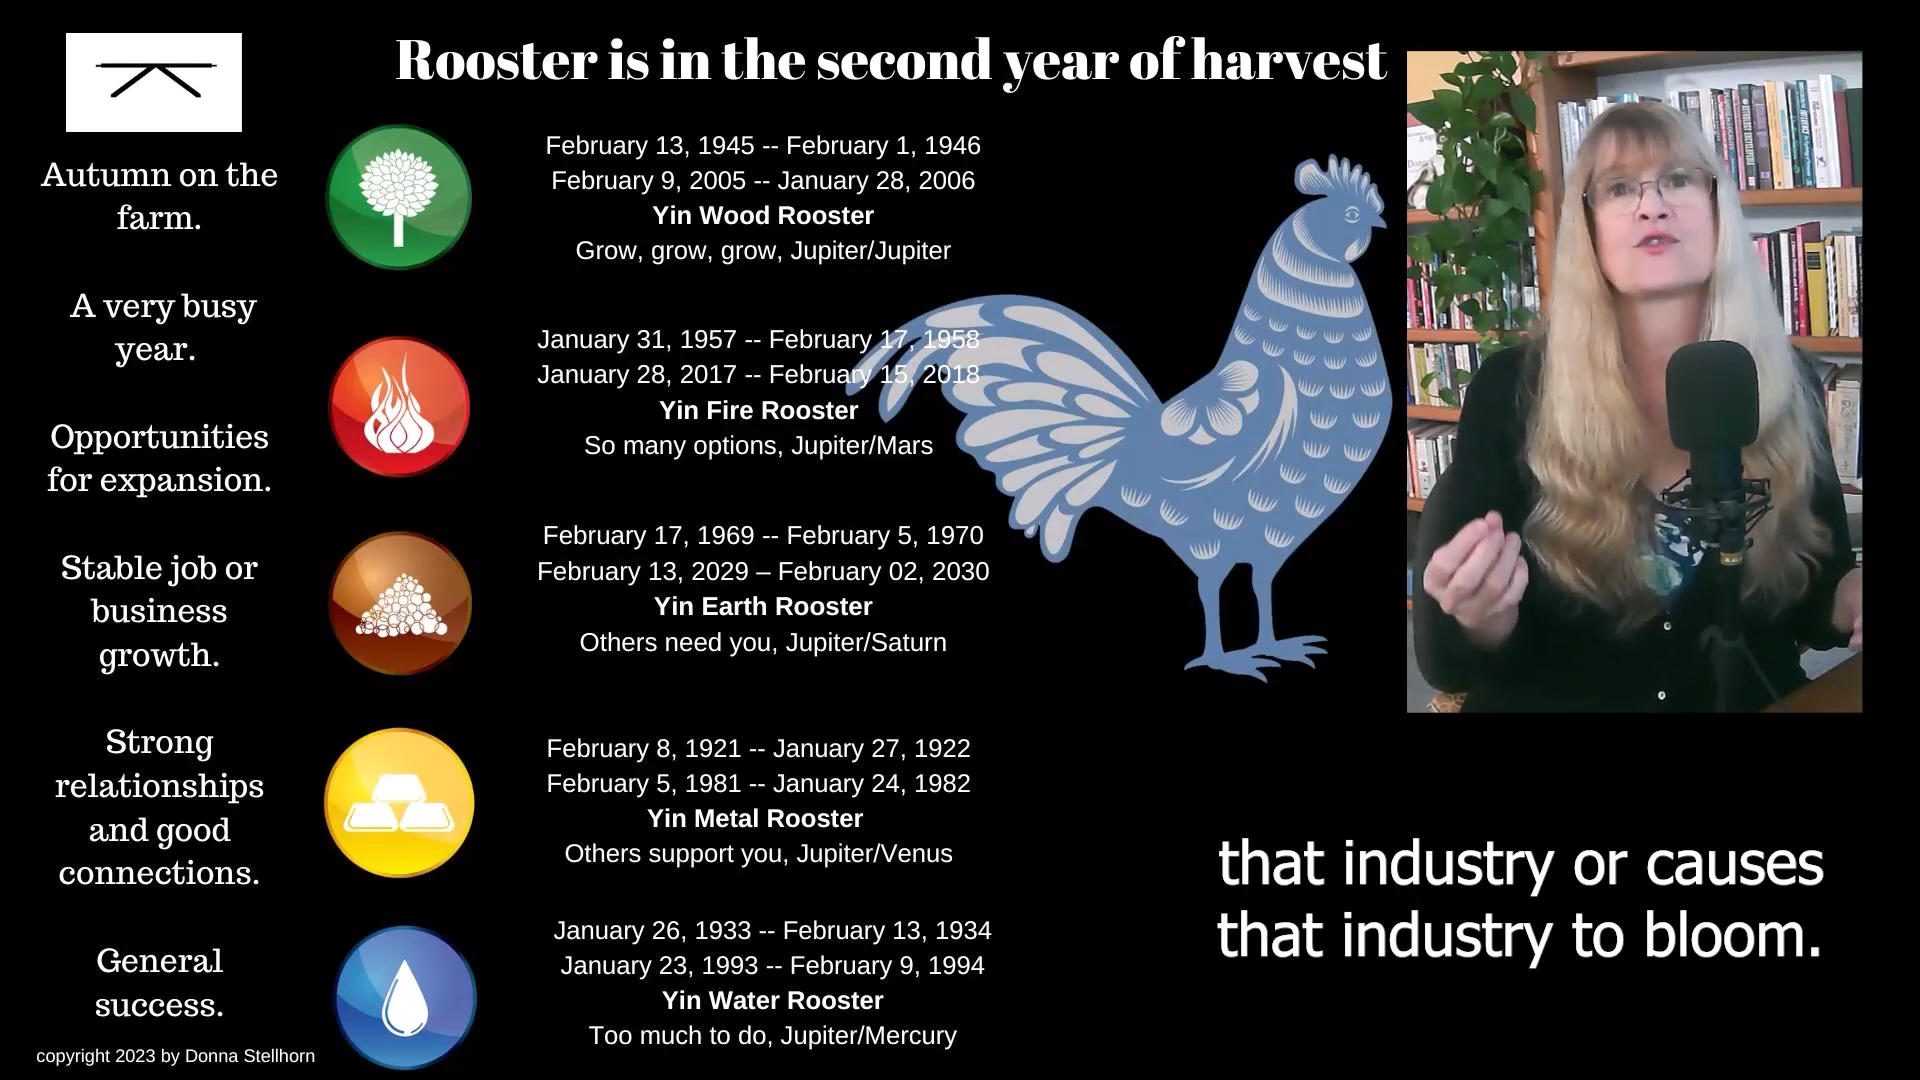 Rooster is in the second year of harvest
Autumn on the
farm.
A very busy
year.
Opportunities
for expansion.
Stable job or
business
growth.
Strong
relationships
and good
connections.
General
success.
copyright 2023 by Donna Stellhorn
February 13, 1945 -- February 1, 1946
February 9, 2005 -- January 28, 2006
Yin Wood Rooster
Grow, grow, grow, Jupiter/Jupiter
January 31, 1957 -- February 17, 1958
January 28, 2017 -- February 15, 2018
Yin Fire Rooster
So many options, Jupiter/Mars
February 17, 1969 -- February 5, 1970
February 13, 2029 – February 02, 2030
Yin Earth Rooster
Others need you, Jupiter/Saturn
February 8, 1921 -- January 27, 1922
February 5, 1981 -- January 24, 1982
Yin Metal Rooster
Others support you, Jupiter/Venus
January 26, 1933 -- February 13, 1934
January 23, 1993 -- February 9, 1994
Yin Water Rooster
Too much to do, Jupiter/Mercury
that industry or causes
that industry to bloom.